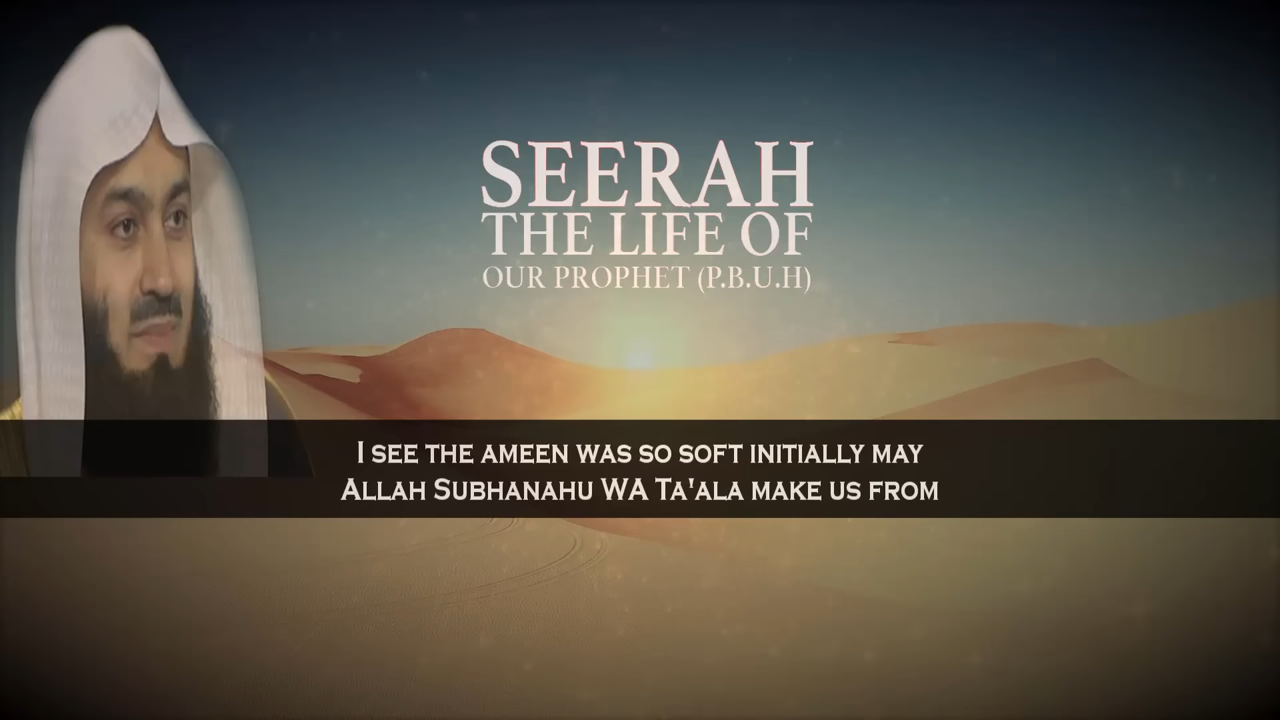 SEERAH
THE LIFE OF
OUR PROPHET (P.B.U.H)
I SEE THE AMEEN WAS SO SOFT INITIALLY MAY
ALLAH SUBHANAHU WA TA'ALA MAKE US FROM